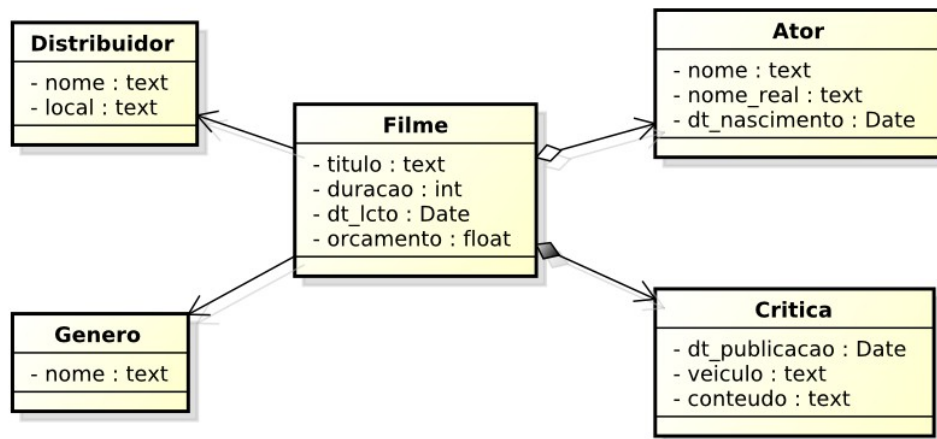 Distribuidor
- nome : text
- local : text
Filme
- titulo : text
- duracao : int
- dt_lcto : Date
- orcamento : float
Ator
- nome : text
- nome_real : text
- dt_nascimento : Date
Genero
- nome : text
Critica
- dt_publicacao : Date
- veiculo : text
- conteudo : text